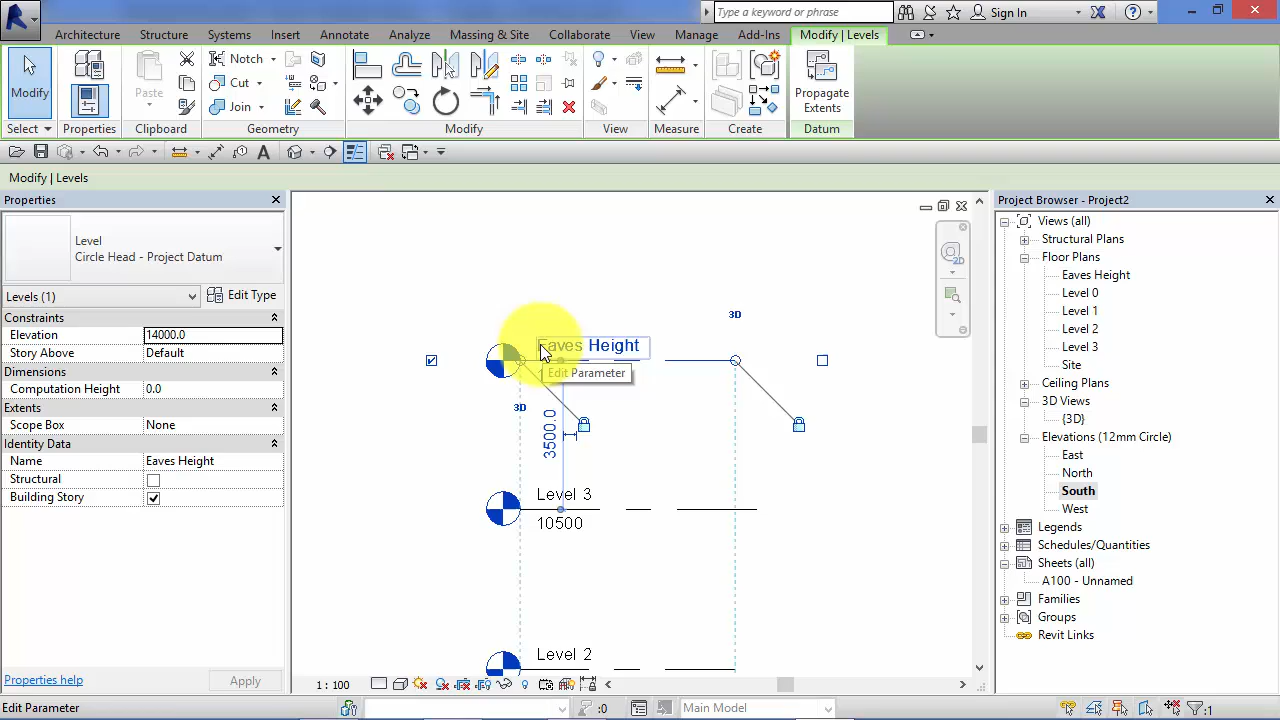 Type a keyword or phrase
Sign In
Architecture Structure Systems Insert Annotate Analyze Massing & Site Collaborate View Manage Add-Ins Modify | Levels
Modify
Select
Properties
Paste
Clipboard
Notch
Cut
Join
Geometry
Modify
View
Measure
Create
Propagate
Extents
Datum
Modify | Levels
Properties
Level
Circle Head - Project Datum
Levels (1)
Edit Type
Constraints
Elevation 14000.0
Story Above Default
Dimensions
Computation Height 0.0
Extents
Scope Box None
Identity Data
Name Eaves Height
Structural
Building Story
Properties help
Apply
3D
Eaves Height
Edit Parameter
3D
3500.0
Level 3
10500
Level 2
2D
1 : 100
Project Browser - Project2
Views (all)
Structural Plans
Floor Plans
Eaves Height
Level 0
Level 1
Level 2
Level 3
Site
Ceiling Plans
3D Views
{3D}
Elevations (12mm Circle)
East
North
South
West
Legends
Schedules/Quantities
Sheets (all)
A100 - Unnamed
Families
Groups
Revit Links
Edit Parameter
:0
Main Model
:1